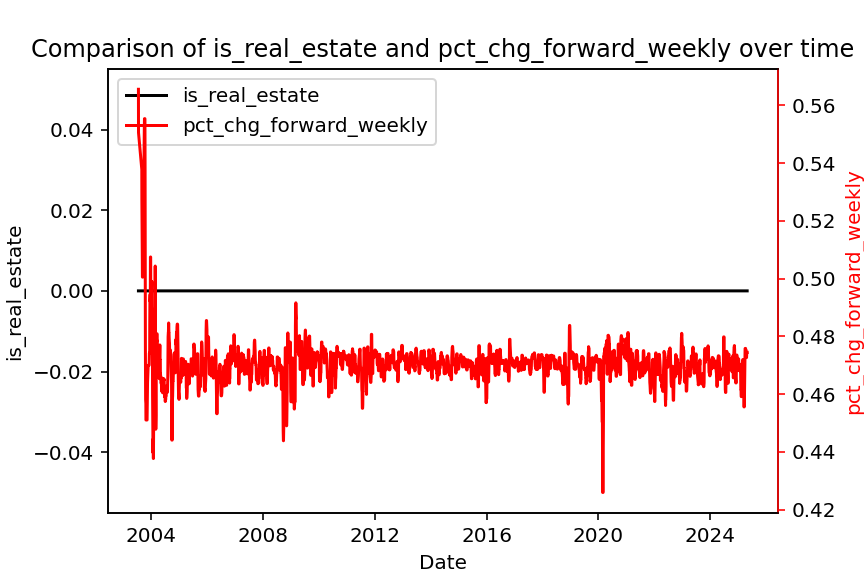 Comparison of is_real_estate and pct_chg_forward_weekly over time
is_real_estate
pct_chg_forward_weekly
0.04
0.02
0.00
−0.02
−0.04
is_real_estate
0.56
0.54
0.52
0.50
0.48
0.46
0.44
0.42
pct_chg_forward_weekly
2004 2008 2012 2016 2020 2024
Date